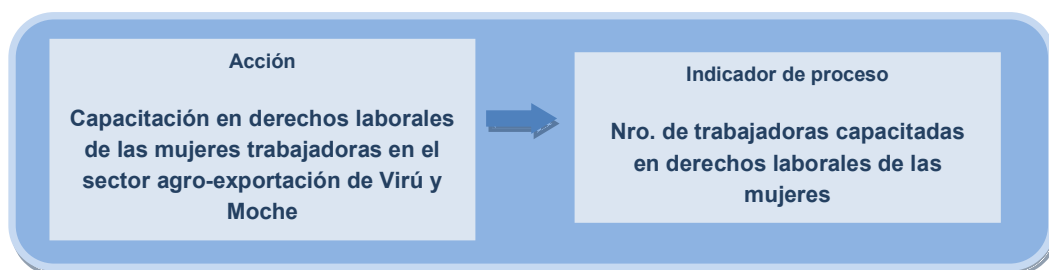 Acción
Capacitación en derechos laborales
de las mujeres trabajadoras en el
sector agro-exportación de Virú y
Moche
Indicador de proceso
Nro. de trabajadoras capacitadas
en derechos laborales de las
mujeres